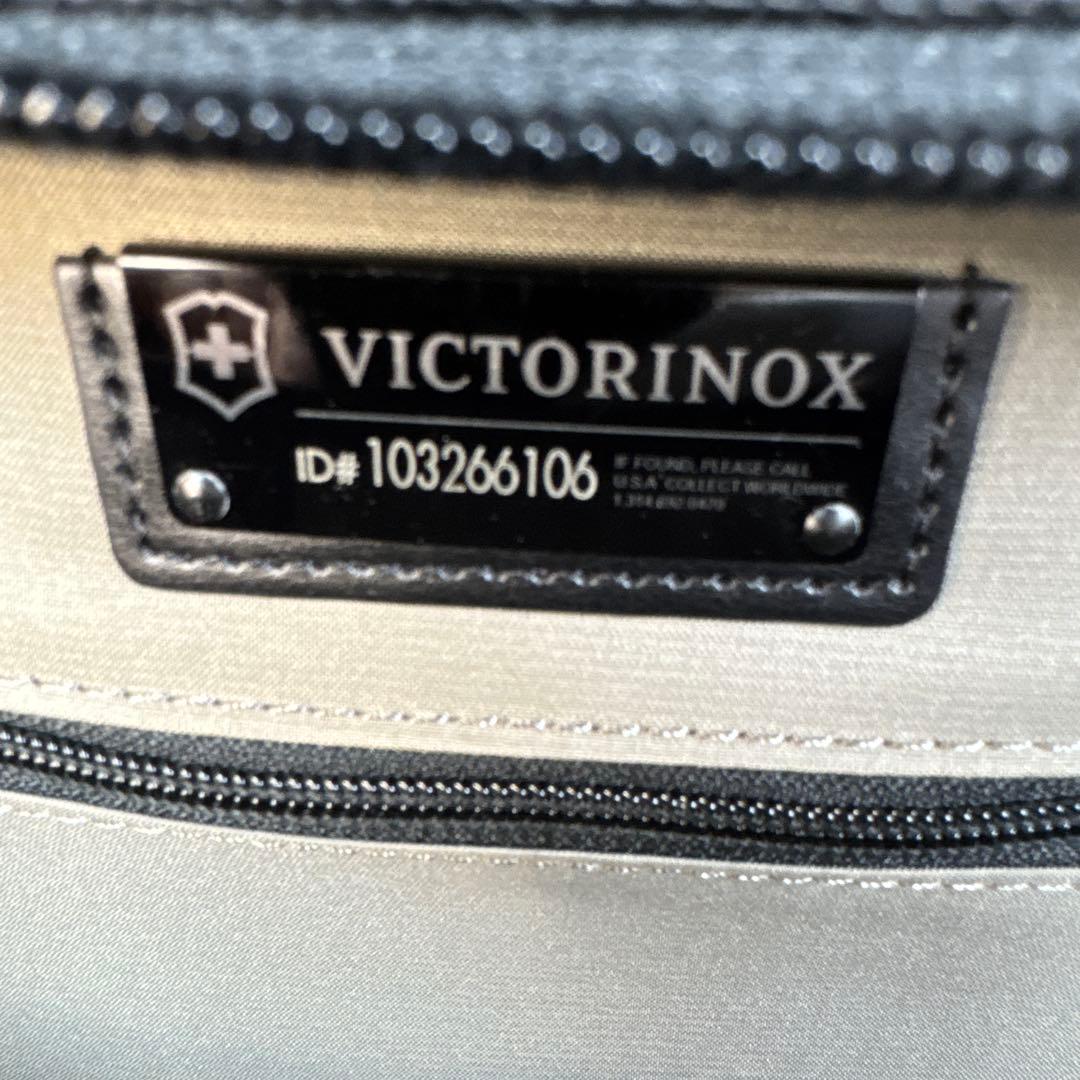 VICTORINOX
ID# 103266106
IF FOUND, PLEASE CALL
U.S.A. COLLECT WORLDWIDE